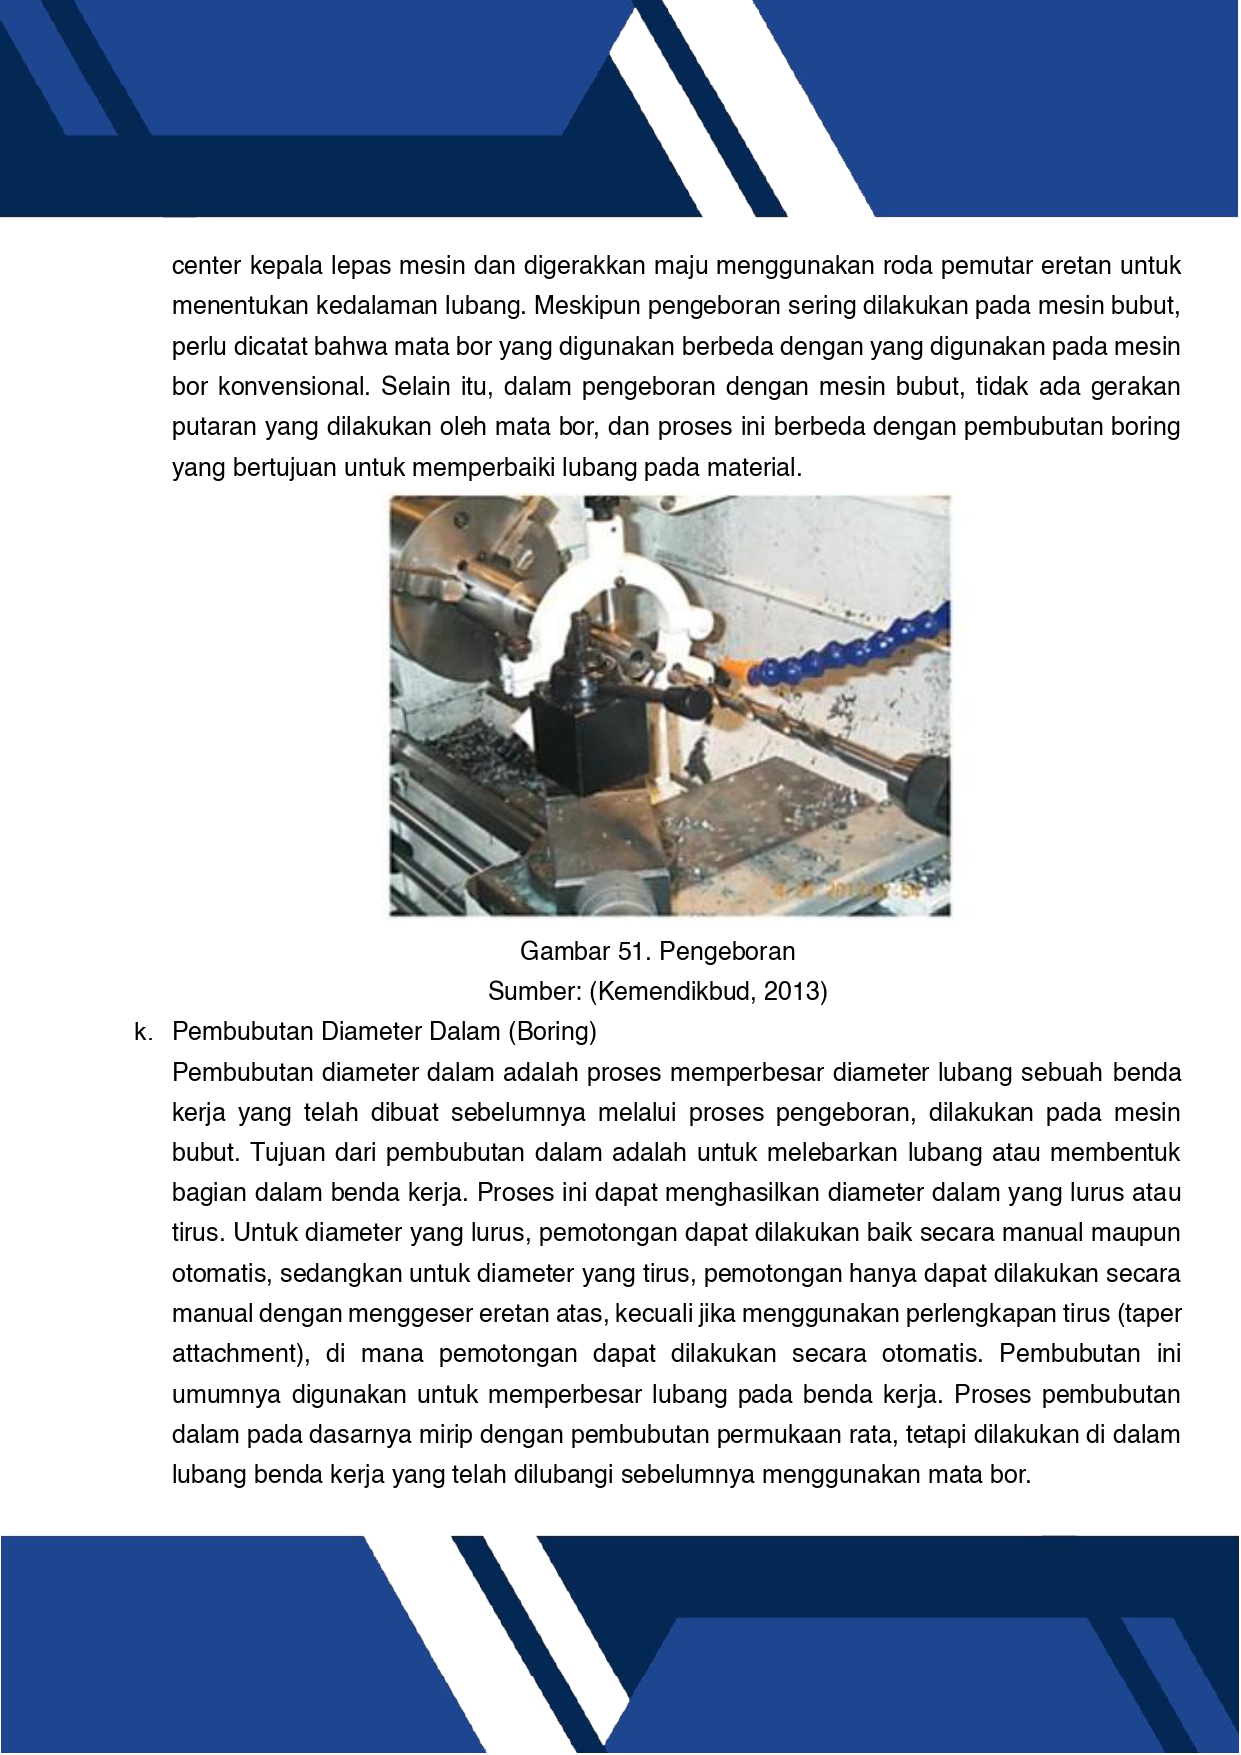 center kepala lepas mesin dan digerakkan maju menggunakan roda pemutar eretan untuk
menentukan kedalaman lubang. Meskipun pengeboran sering dilakukan pada mesin bubut,
perlu dicatat bahwa mata bor yang digunakan berbeda dengan yang digunakan pada mesin
bor konvensional. Selain itu, dalam pengeboran dengan mesin bubut, tidak ada gerakan
putaran yang dilakukan oleh mata bor, dan proses ini berbeda dengan pembubutan boring
yang bertujuan untuk memperbaiki lubang pada material.
Gambar 51. Pengeboran
Sumber: (Kemendikbud, 2013)
k. Pembubutan Diameter Dalam (Boring)
Pembubutan diameter dalam adalah proses memperbesar diameter lubang sebuah benda
kerja yang telah dibuat sebelumnya melalui proses pengeboran, dilakukan pada mesin
bubut. Tujuan dari pembubutan dalam adalah untuk melebarkan lubang atau membentuk
bagian dalam benda kerja. Proses ini dapat menghasilkan diameter dalam yang lurus atau
tirus. Untuk diameter yang lurus, pemotongan dapat dilakukan baik secara manual maupun
otomatis, sedangkan untuk diameter yang tirus, pemotongan hanya dapat dilakukan secara
manual dengan menggeser eretan atas, kecuali jika menggunakan perlengkapan tirus (taper
attachment), di mana pemotongan dapat dilakukan secara otomatis. Pembubutan ini
umumnya digunakan untuk memperbesar lubang pada benda kerja. Proses pembubutan
dalam pada dasarnya mirip dengan pembubutan permukaan rata, tetapi dilakukan di dalam
lubang benda kerja yang telah dilubangi sebelumnya menggunakan mata bor.